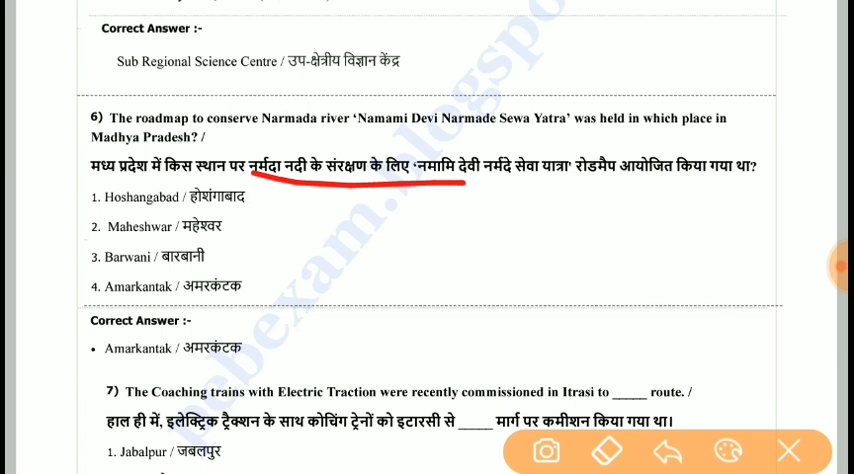 Correct Answer :-
Sub Regional Science Centre / उप-क्षेत्रीय विज्ञान केंद्र
6) The roadmap to conserve Narmada river ‘Namami Devi Narmade Sewa Yatra’ was held in which place in
Madhya Pradesh? /
मध्य प्रदेश में किस स्थान पर नर्मदा नदी के संरक्षण के लिए ‘नमामि देवी नर्मदे सेवा यात्रा’ रोडमैप आयोजित किया गया था?
1. Hoshangabad / होशंगाबाद
2. Maheshwar / महेश्वर
3. Barwani / बारबानी
4. Amarkantak / अमरकंटक
Correct Answer :-
• Amarkantak / अमरकंटक
7) The Coaching trains with Electric Traction were recently commissioned in Itrasi to _____ route. /
हाल ही में, इलेक्ट्रिक ट्रैक्शन के साथ कोचिंग ट्रेनों को इटारसी से _____ मार्ग पर कमीशन किया गया था।
1. Jabalpur / जबलपुर
pebexam.blogspo